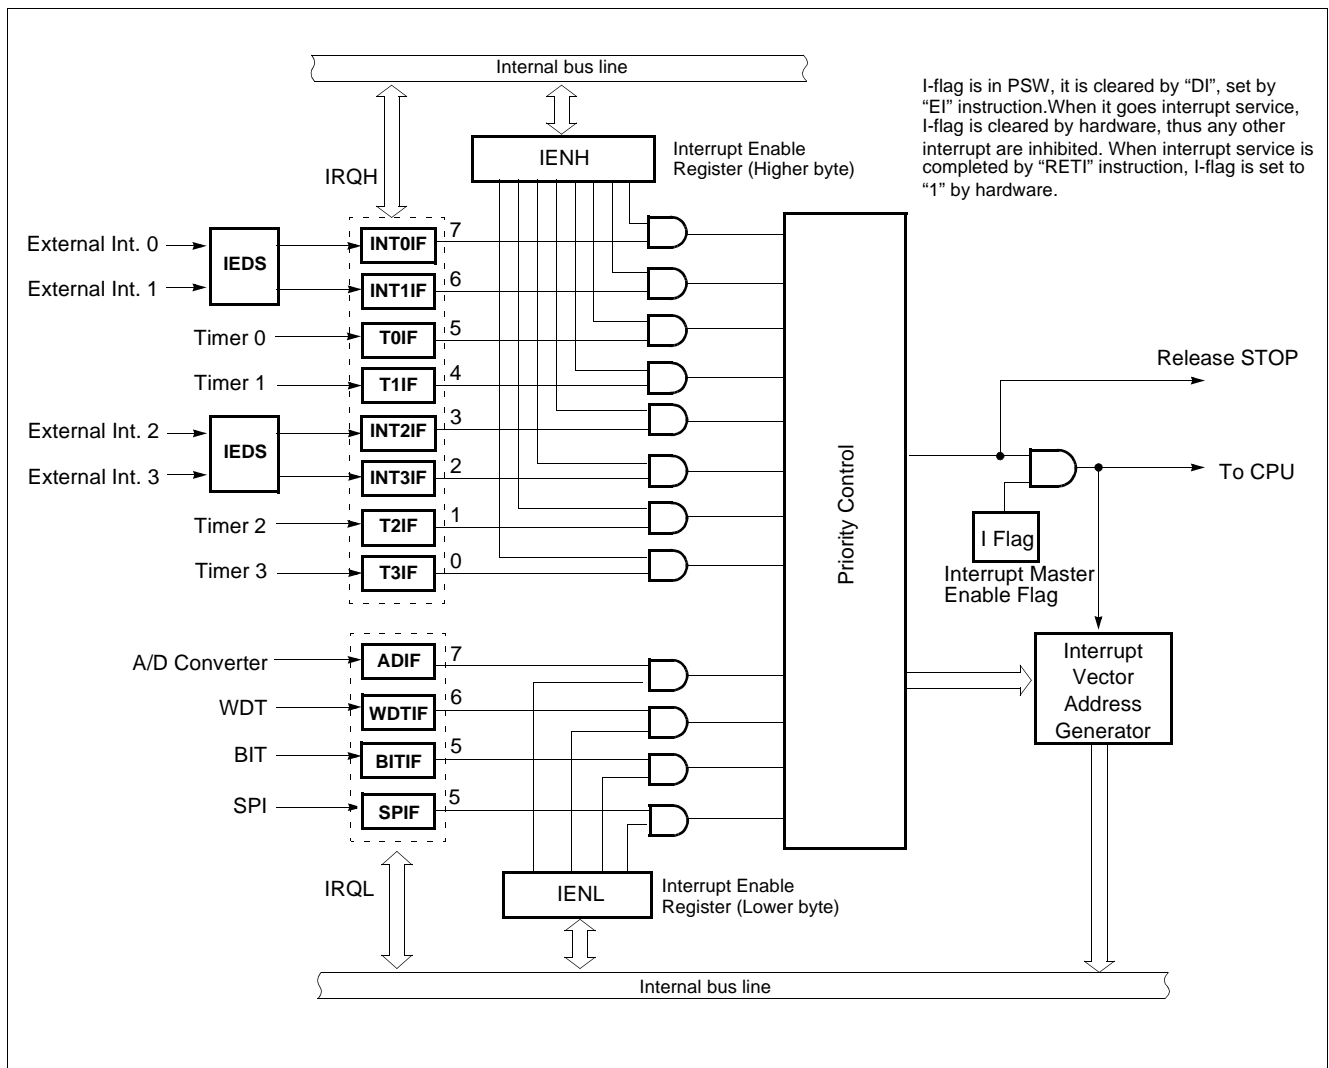 Internal bus line
I-flag is in PSW, it is cleared by “DI”, set by
“EI” instruction.When it goes interrupt service,
I-flag is cleared by hardware, thus any other
interrupt are inhibited. When interrupt service is
completed by “RETI” instruction, I-flag is set to
“1” by hardware.
IENH
Interrupt Enable
Register (Higher byte)
IRQH
External Int. 0
IEDS
INT0IF
7
External Int. 1
INT1IF
6
Timer 0
T0IF
5
Timer 1
T1IF
4
External Int. 2
IEDS
INT2IF
3
External Int. 3
INT3IF
2
Timer 2
T2IF
1
Timer 3
T3IF
0
Priority Control
Release STOP
To CPU
I Flag
Interrupt Master
Enable Flag
A/D Converter
ADIF
7
WDT
WDTIF
6
BIT
BITIF
5
SPI
SPIF
5
Interrupt
Vector
Address
Generator
IRQL
IENL
Interrupt Enable
Register (Lower byte)
Internal bus line